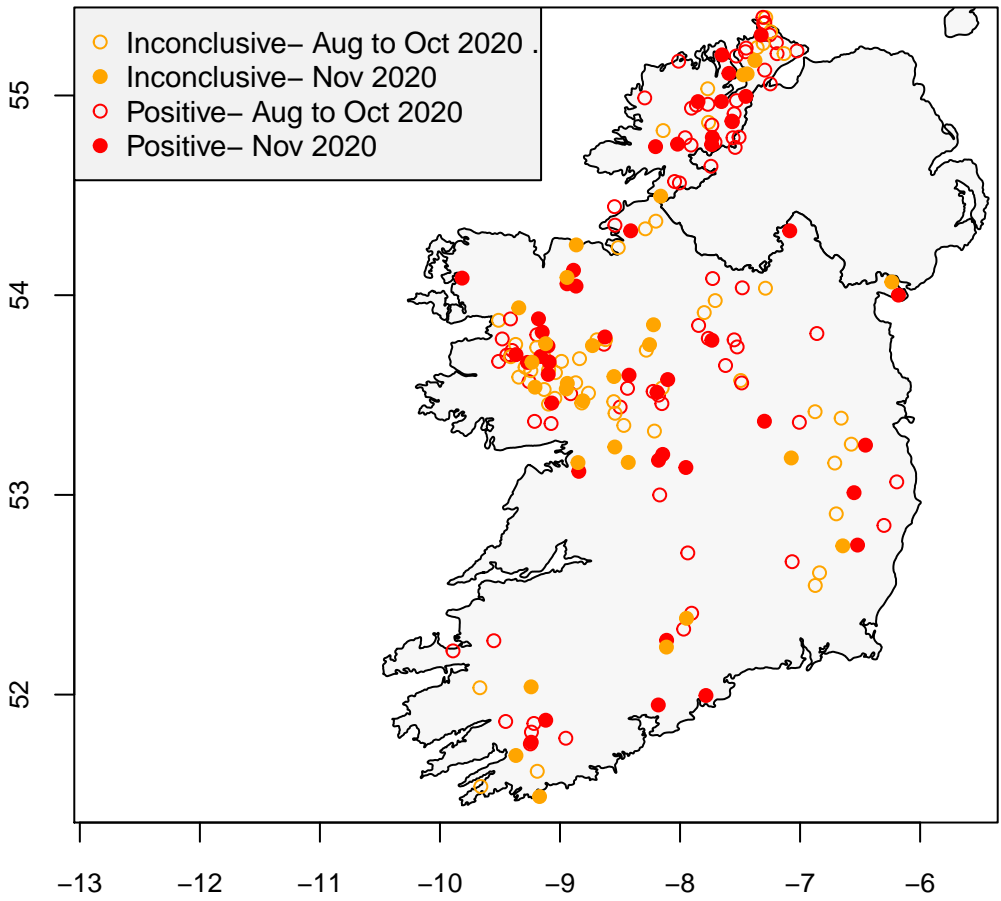 Inconclusive− Aug to Oct 2020 .
Inconclusive− Nov 2020
Positive− Aug to Oct 2020
Positive− Nov 2020
55
54
53
52
−13 −12 −11 −10 −9 −8 −7 −6